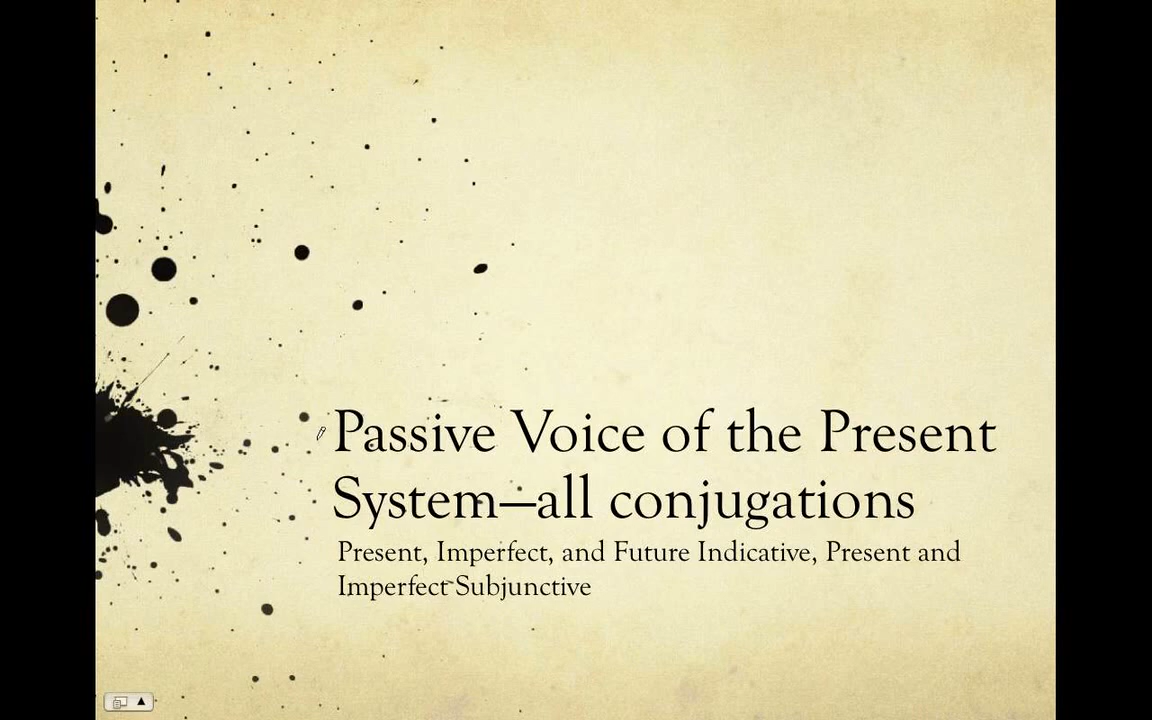 Passive Voice of the Present
System—all conjugations
Present, Imperfect, and Future Indicative, Present and
Imperfect Subjunctive